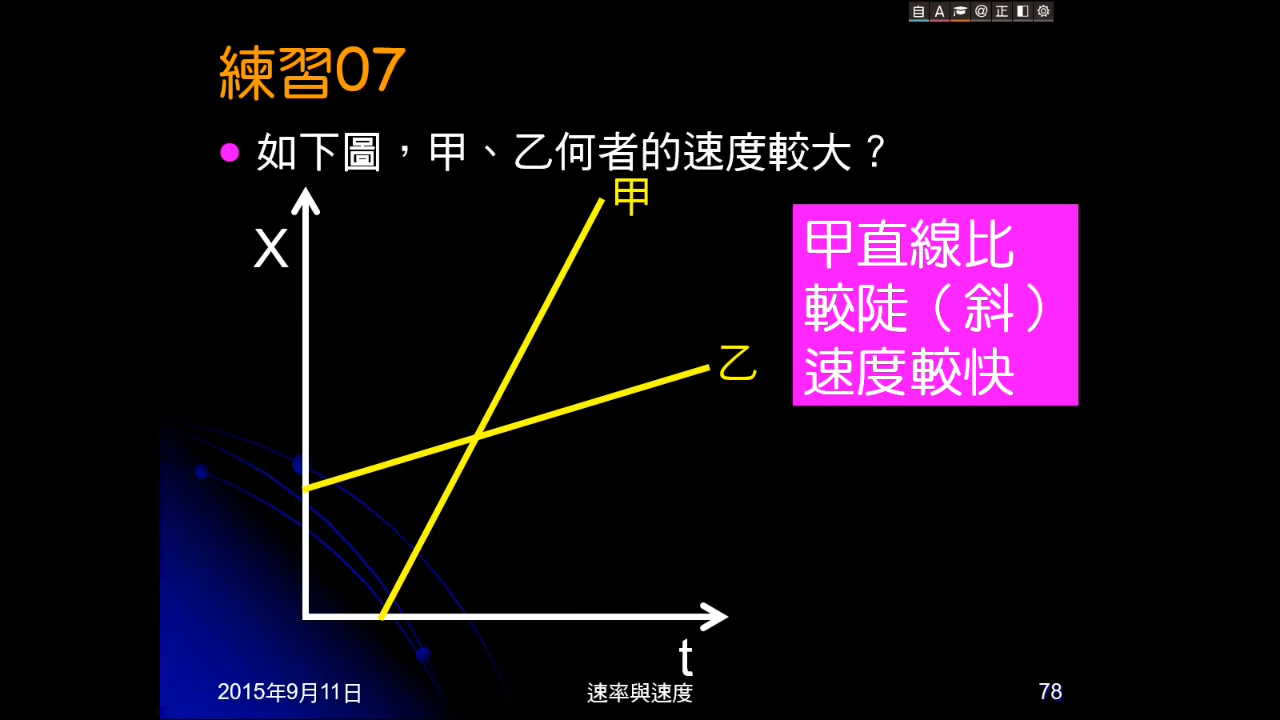 自 A @ 正
練習07
如下圖，甲、乙何者的速度較大？
甲
X
甲直線比
較陡（斜）
速度較快
乙
t
2015年9月11日 速率與速度 78